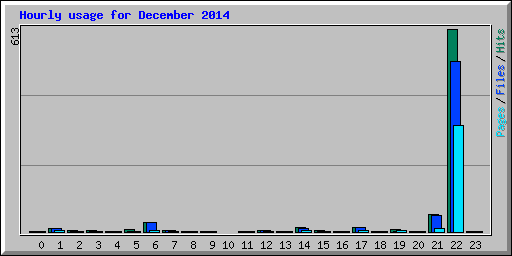 Hourly usage for December 2014
613
Pages/Files/Hits
0 1 2 3 4 5 6 7 8 9 10 11 12 13 14 15 16 17 18 19 20 21 22 23